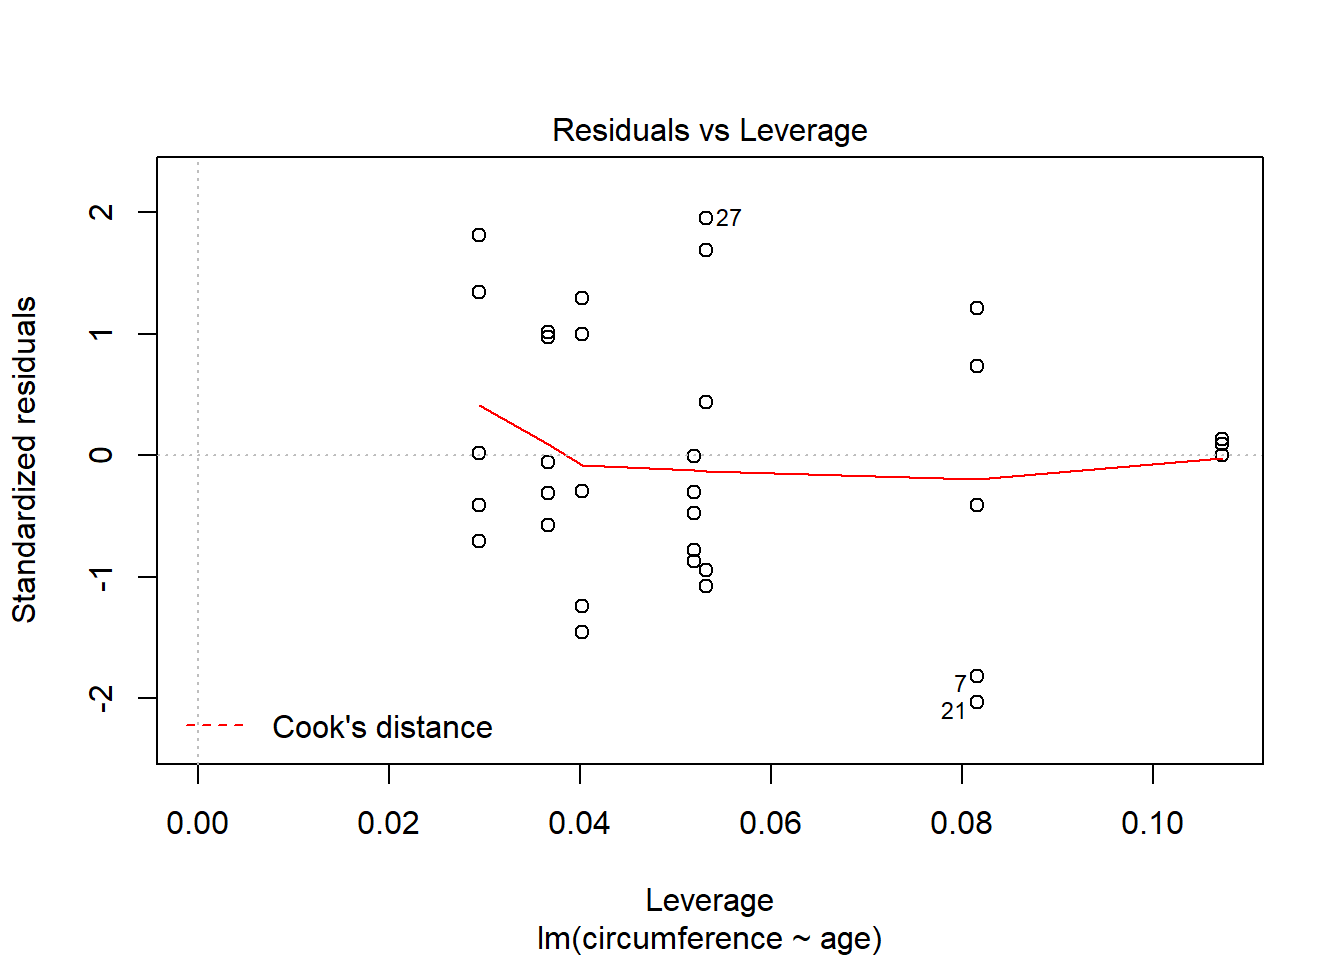 Residuals vs Leverage
Standardized residuals
2
1
0
-1
-2
27
7
21
Cook's distance
0.00 0.02 0.04 0.06 0.08 0.10
Leverage
lm(circumference ~ age)